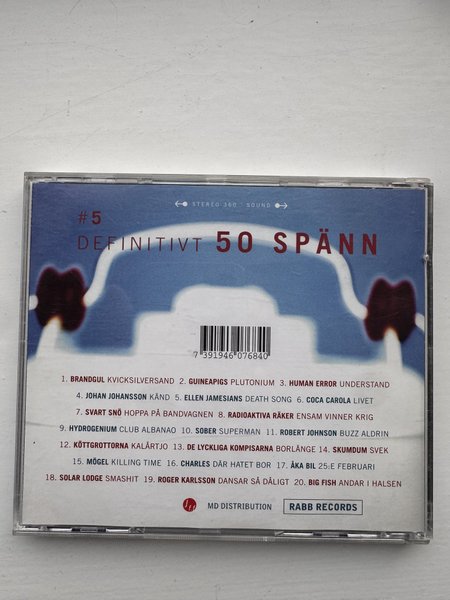 STEREO 360 · SOUND
#5
DEFINITIVT 50 SPÄNN
7 391946 076840
1. BRANDGUL KVICKSILVERSAND 2. GUINEAPIGS PLUTONIUM 3. HUMAN ERROR UNDERSTAND
4. JOHAN JOHANSSON KÄND 5. ELLEN JAMESIANS DEATH SONG 6. COCA CAROLA LIVET
7. SVART SNÖ HOPPA PÅ BANDVAGNEN 8. RADIOAKTIVA RÄKER ENSAM VINNER KRIG
9. HYDROGENIUM CLUB ALBANAO 10. SOBER SUPERMAN 11. ROBERT JOHNSON BUZZ ALDRIN
12. KÖTTGROTTORNA KALÅRTJO 13. DE LYCKLIGA KOMPISARNA BORLÄNGE 14. SKUMDUM SVEK
15. MÖGEL KILLING TIME 16. CHARLES DÄR HATET BOR 17. ÅKA BIL 25:E FEBRUARI
18. SOLAR LODGE SMASHIT 19. ROGER KARLSSON DANSAR SÅ DÅLIGT 20. BIG FISH ANDAR I HALSEN
MD DISTRIBUTION RABB RECORDS